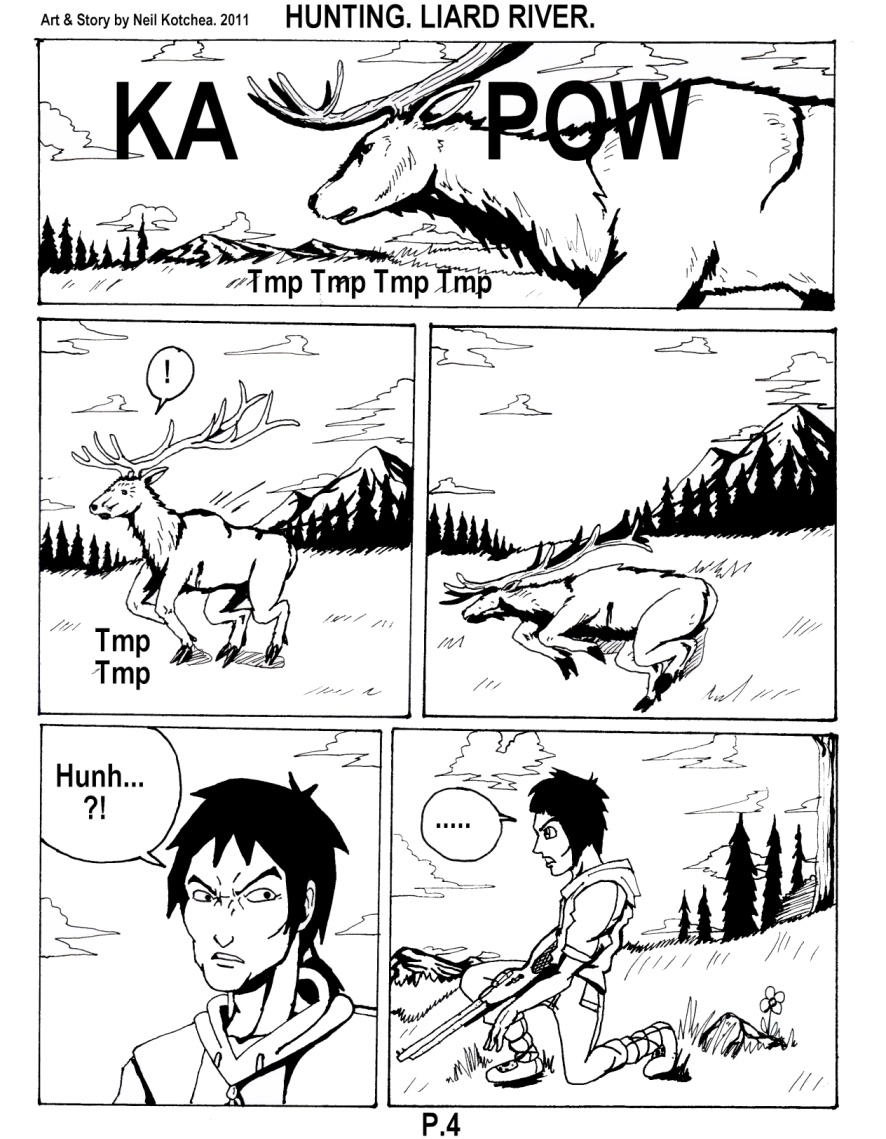 Art & Story by Neil Kotchea. 2011
HUNTING. LIARD RIVER.
KA POW
Tmp Tmp Tmp Tmp
!
Tmp
Tmp
Hunh...
?!
.....
P.4